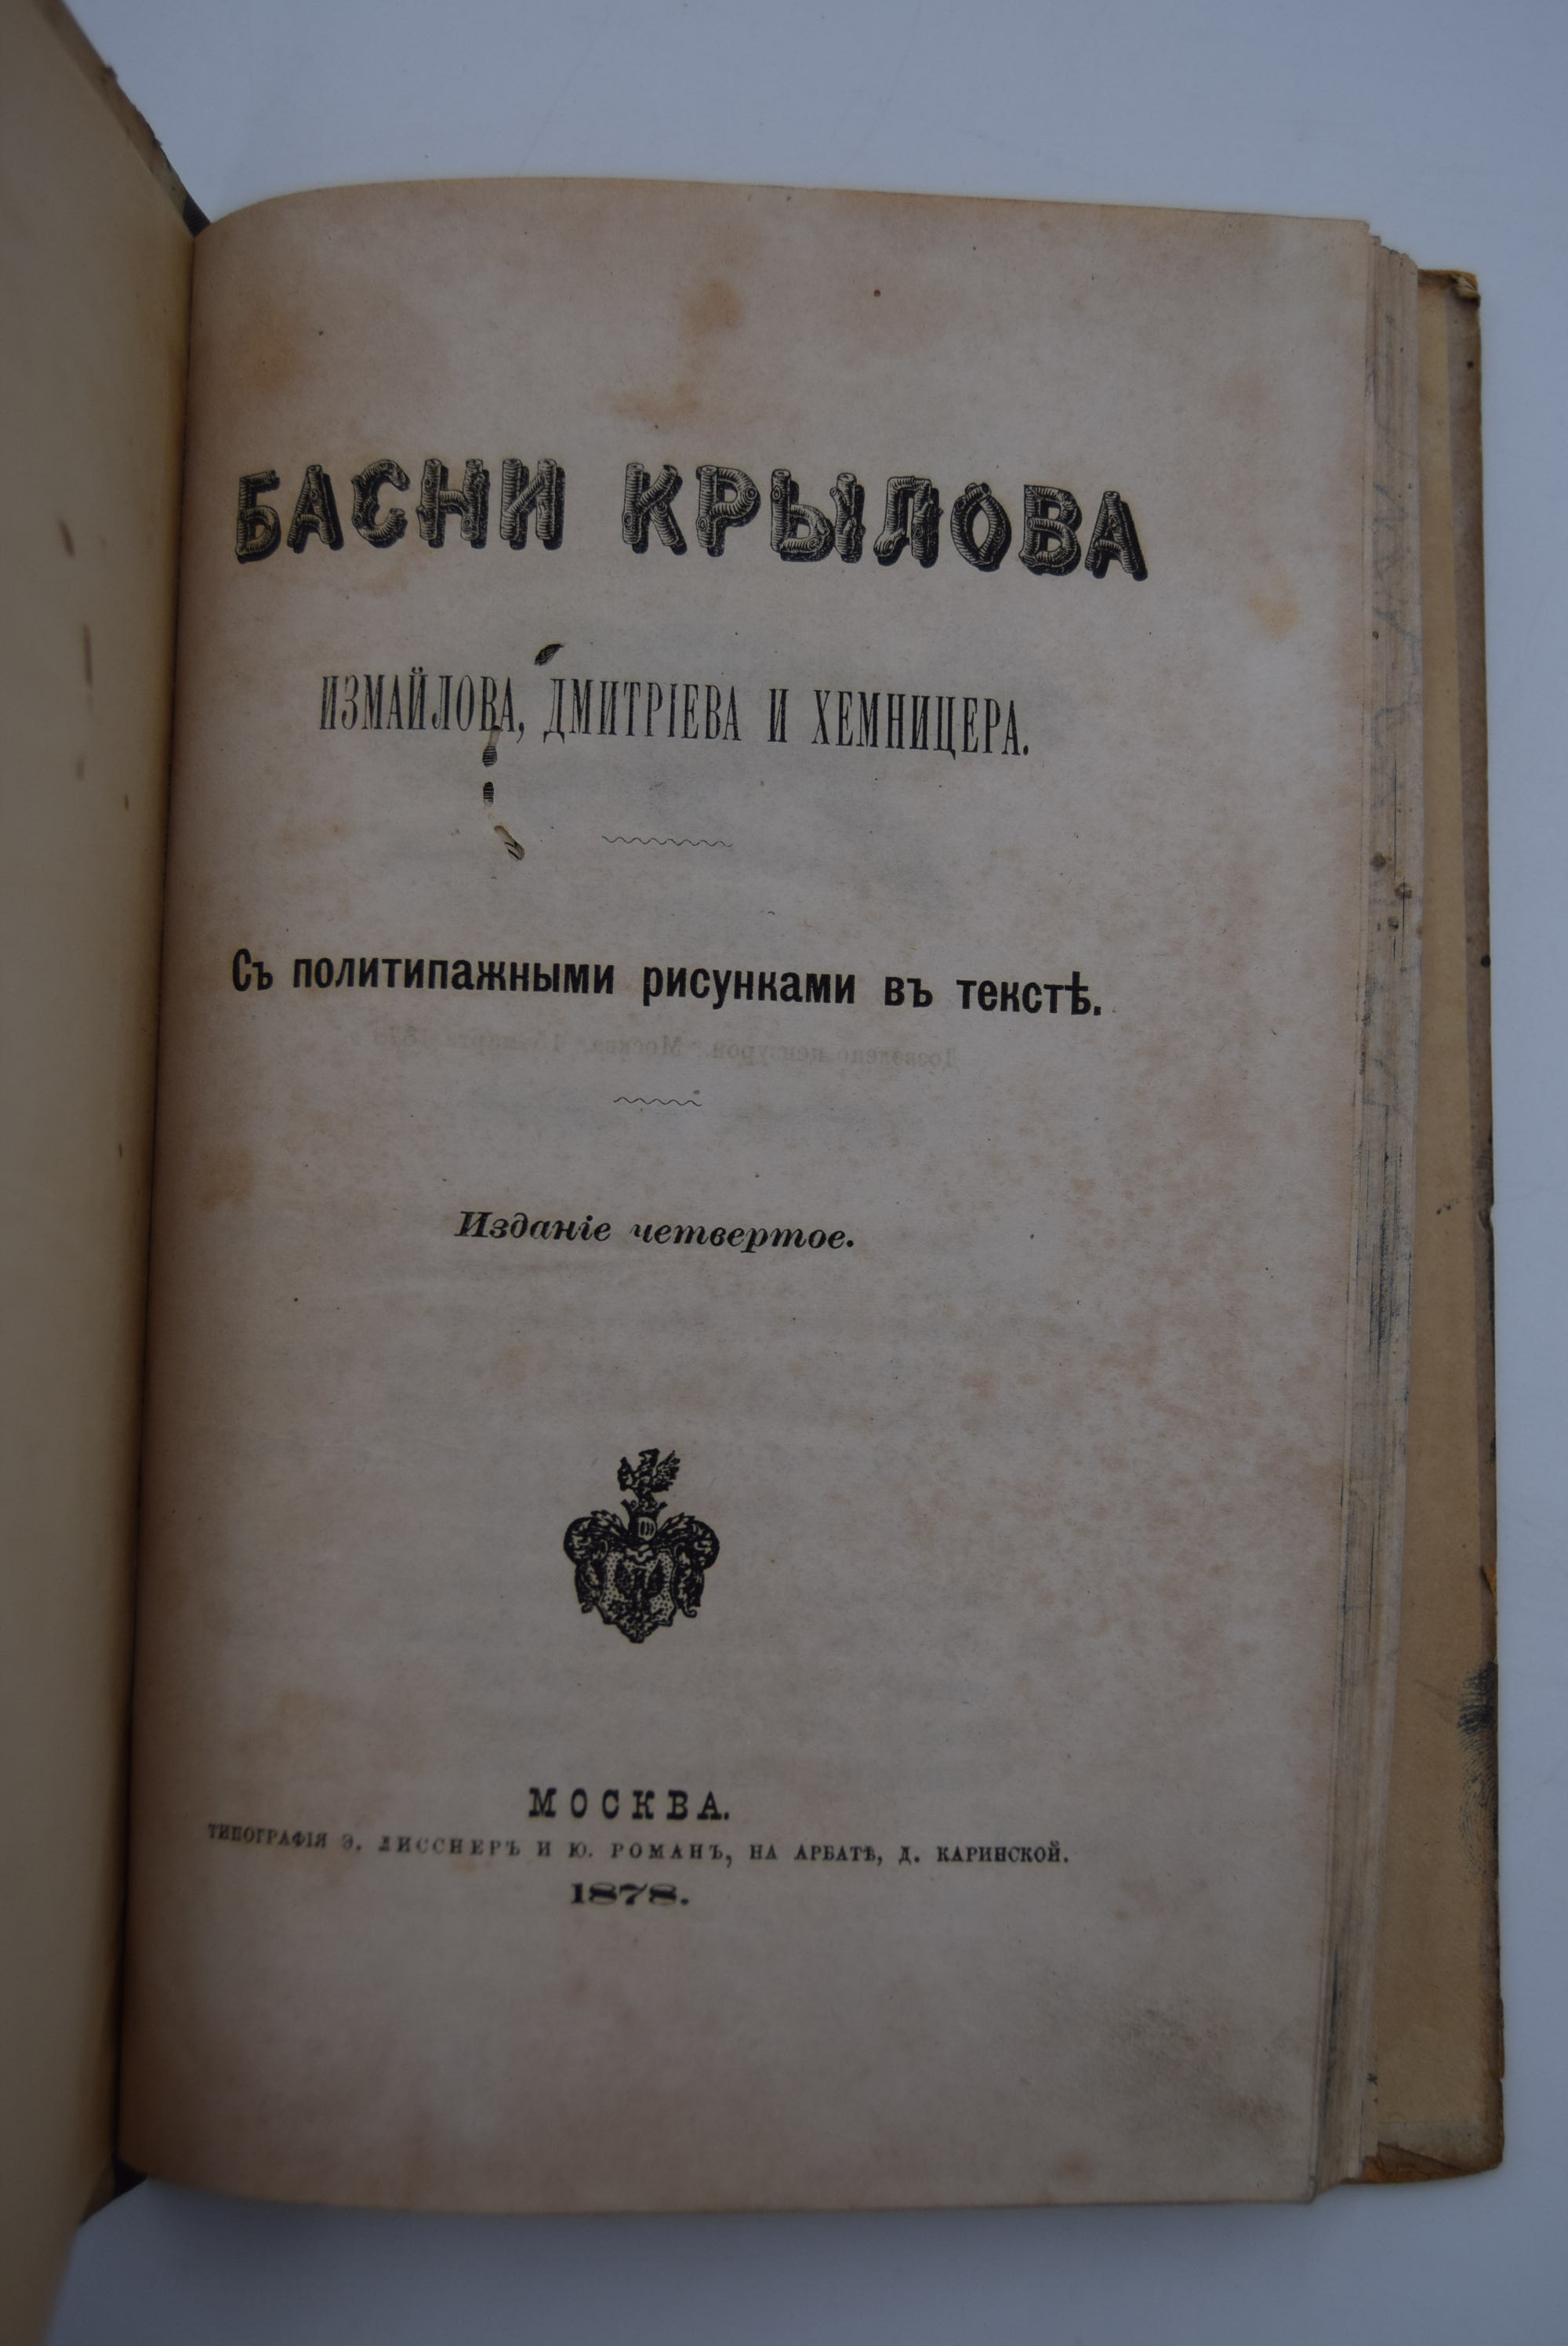 БАСНИ КРЫЛОВА
ИЗМАЙЛОВА, ДМИТРІЕВА И ХЕМНИЦЕРА.
Съ политипажными рисунками въ текстѣ.
Изданіе четвертое.
МОСКВА.
ТИПОГРАФІЯ Э. ЛИССНЕРЪ И Ю. РОМАНЪ, НА АРБАТѢ, Д. КАРИНСКОЙ.
1878.